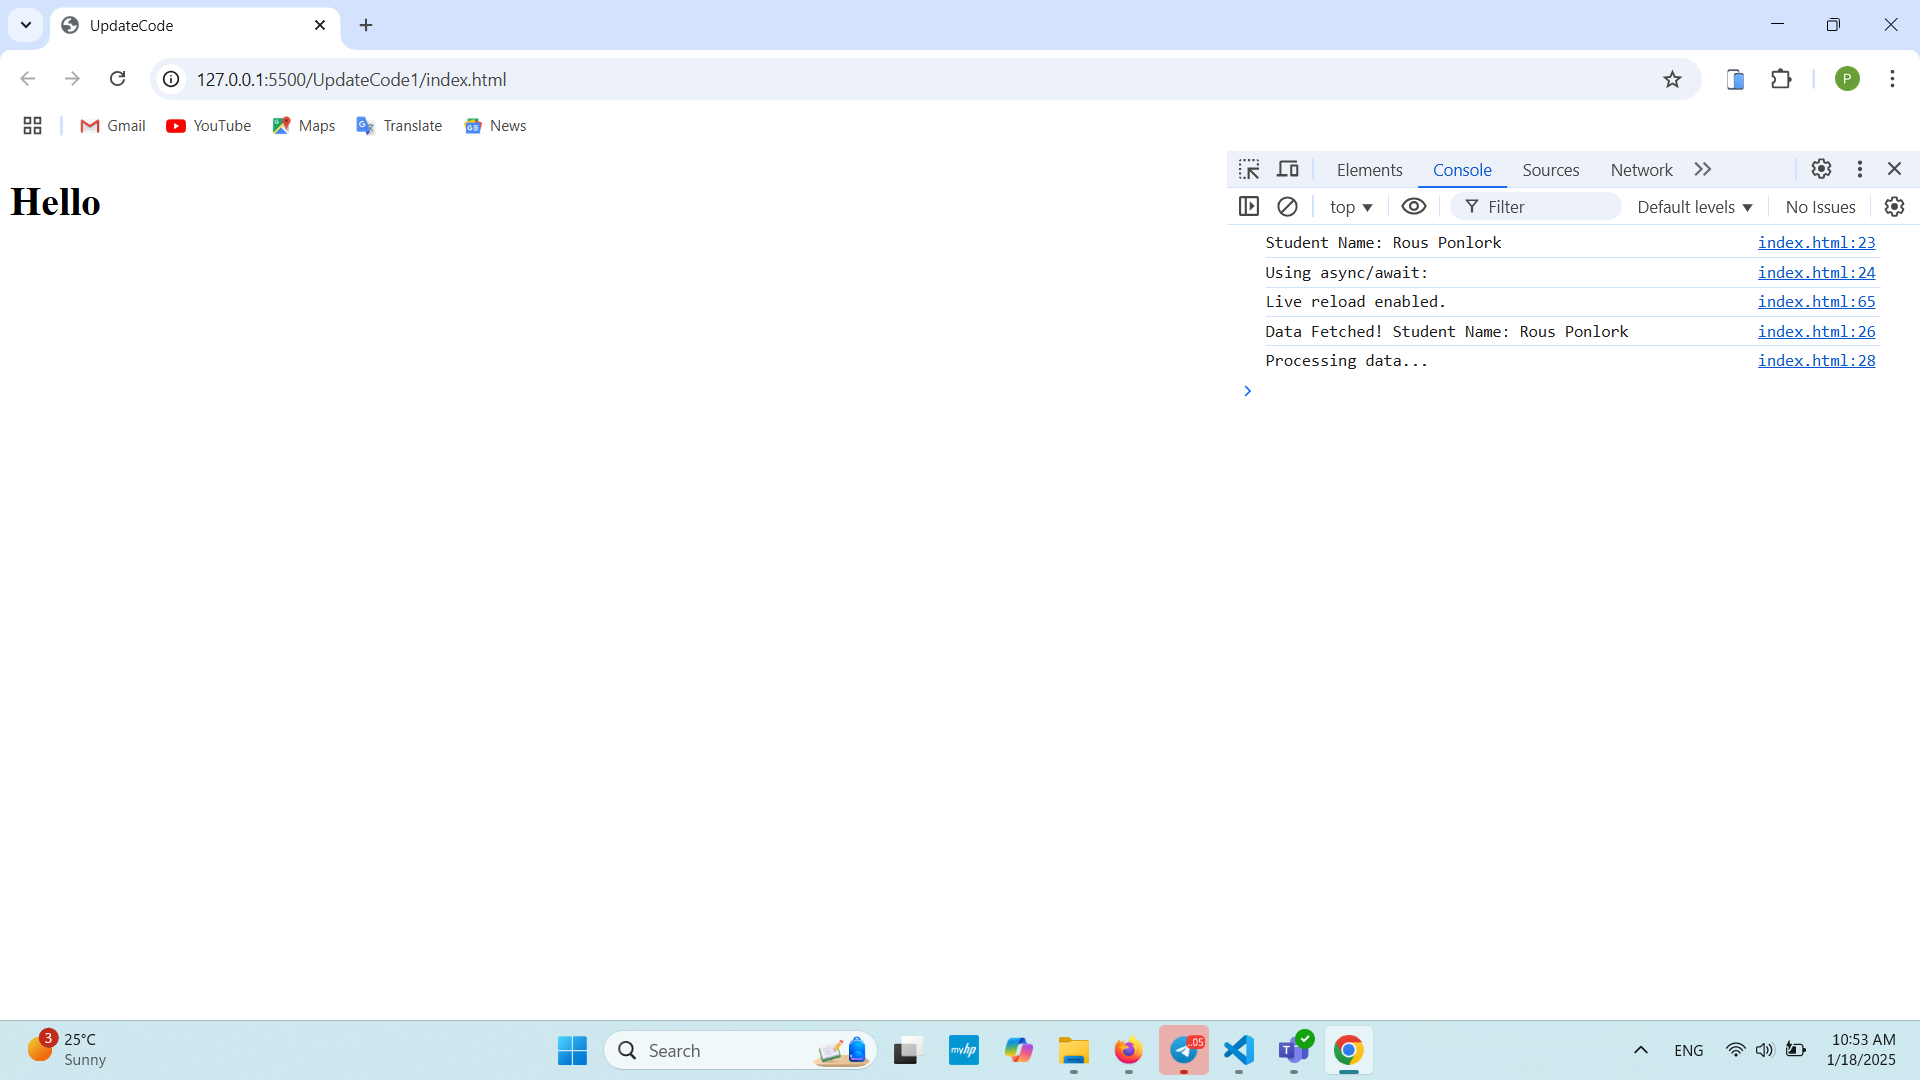 UpdateCode
127.0.0.1:5500/UpdateCode1/index.html
P
Gmail YouTube Maps Translate News
Hello
Elements Console Sources Network
top Filter Default levels No Issues
Student Name: Rous Ponlork index.html:23
Using async/await: index.html:24
Live reload enabled. index.html:65
Data Fetched! Student Name: Rous Ponlork index.html:26
Processing data... index.html:28
3
25°C
Sunny
Search
myhp
..05
T
ENG
10:53 AM
1/18/2025